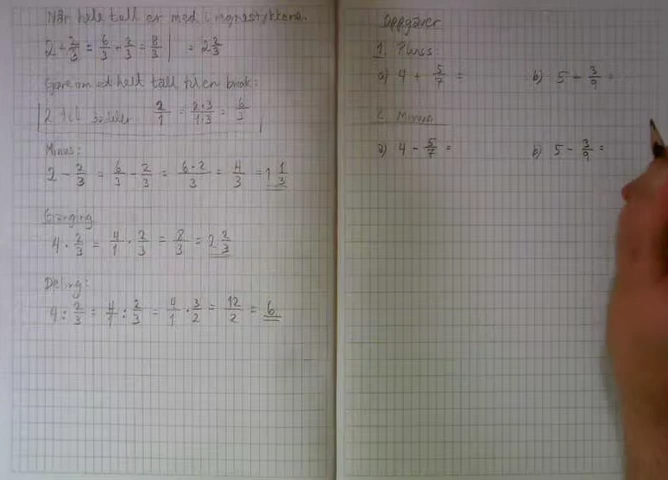 Når hele tall er med i regnestykkene.
2 + 2/3 = 6/3 + 2/3 = 8/3 | = 2 2/3
Gjøre om et helt tall til en brøk:
2 til 3 deler 2/1 = 2·3/1·3 = 6/3
Minus:
2 - 2/3 = 6/3 - 2/3 = 6-2/3 = 4/3 = 1 1/3
Ganging
4 · 2/3 = 4/1 · 2/3 = 8/3 = 2 2/3
Deling:
4 : 2/3 = 4/1 : 2/3 = 4/1 · 3/2 = 12/2 = 6
Oppgaver
1. Pluss
a) 4 + 5/7 = b) 5 + 3/9 =
2. Minus
a) 4 - 5/7 = b) 5 - 3/9 =